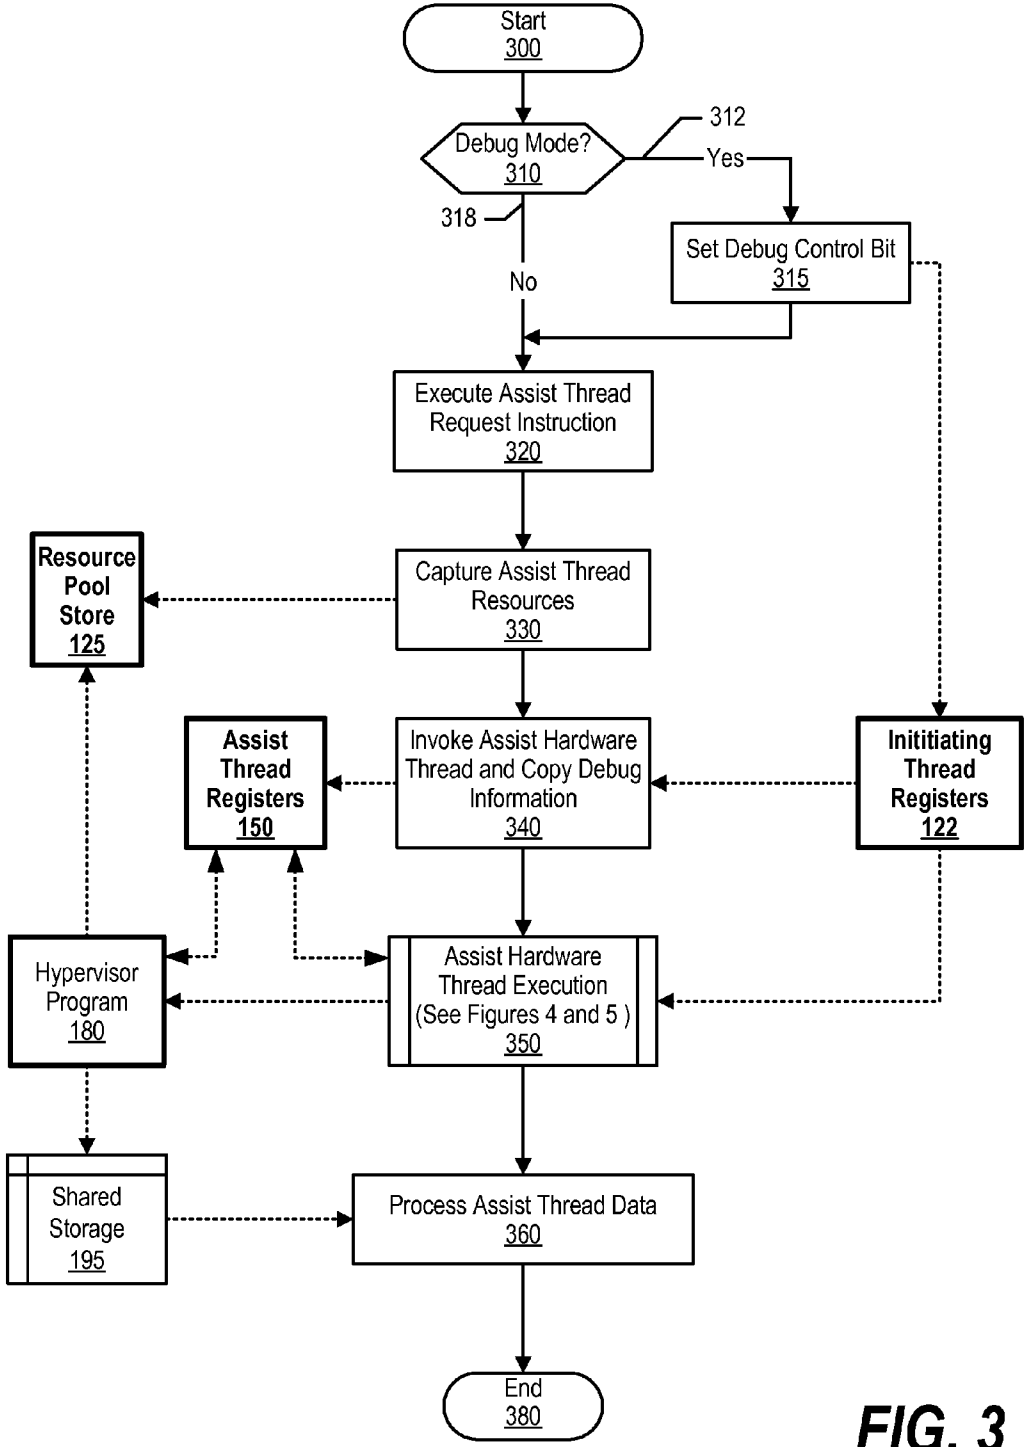 Start
300
312
Debug Mode?
310
Yes
318
Set Debug Control Bit
315
No
Execute Assist Thread
Request Instruction
320
Resource
Pool
Store
125
Capture Assist Thread
Resources
330
Assist
Thread
Registers
150
Invoke Assist Hardware
Thread and Copy Debug
Information
340
Inititiating
Thread
Registers
122
Hypervisor
Program
180
Assist Hardware
Thread Execution
(See Figures 4 and 5 )
350
Shared
Storage
195
Process Assist Thread Data
360
End
380
FIG. 3